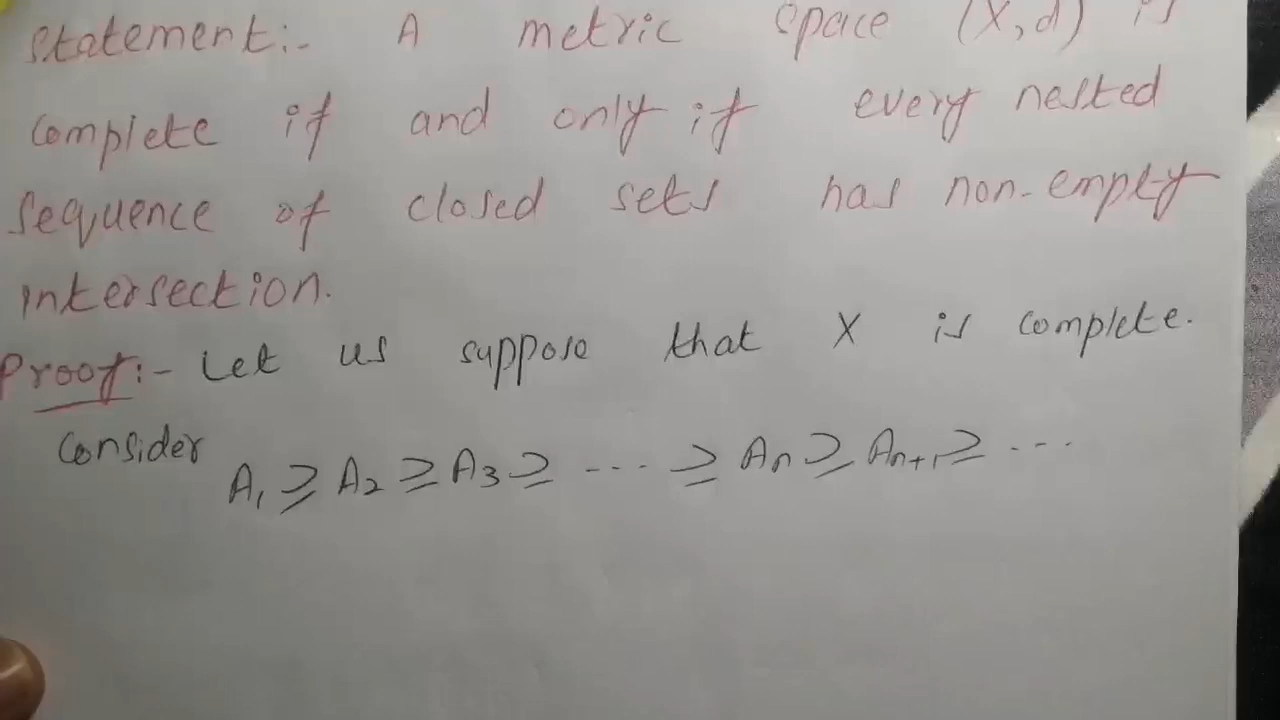 Statement:- A metric space (X,d) is
complete if and only if every nested
sequence of closed sets has non-empty
intersection.
Proof:- Let us suppose that X is complete.
Consider
A₁ ⩾ A₂ ⩾ A₃ ⩾ --- ⩾ An ⩾ An+1 ⩾ ---